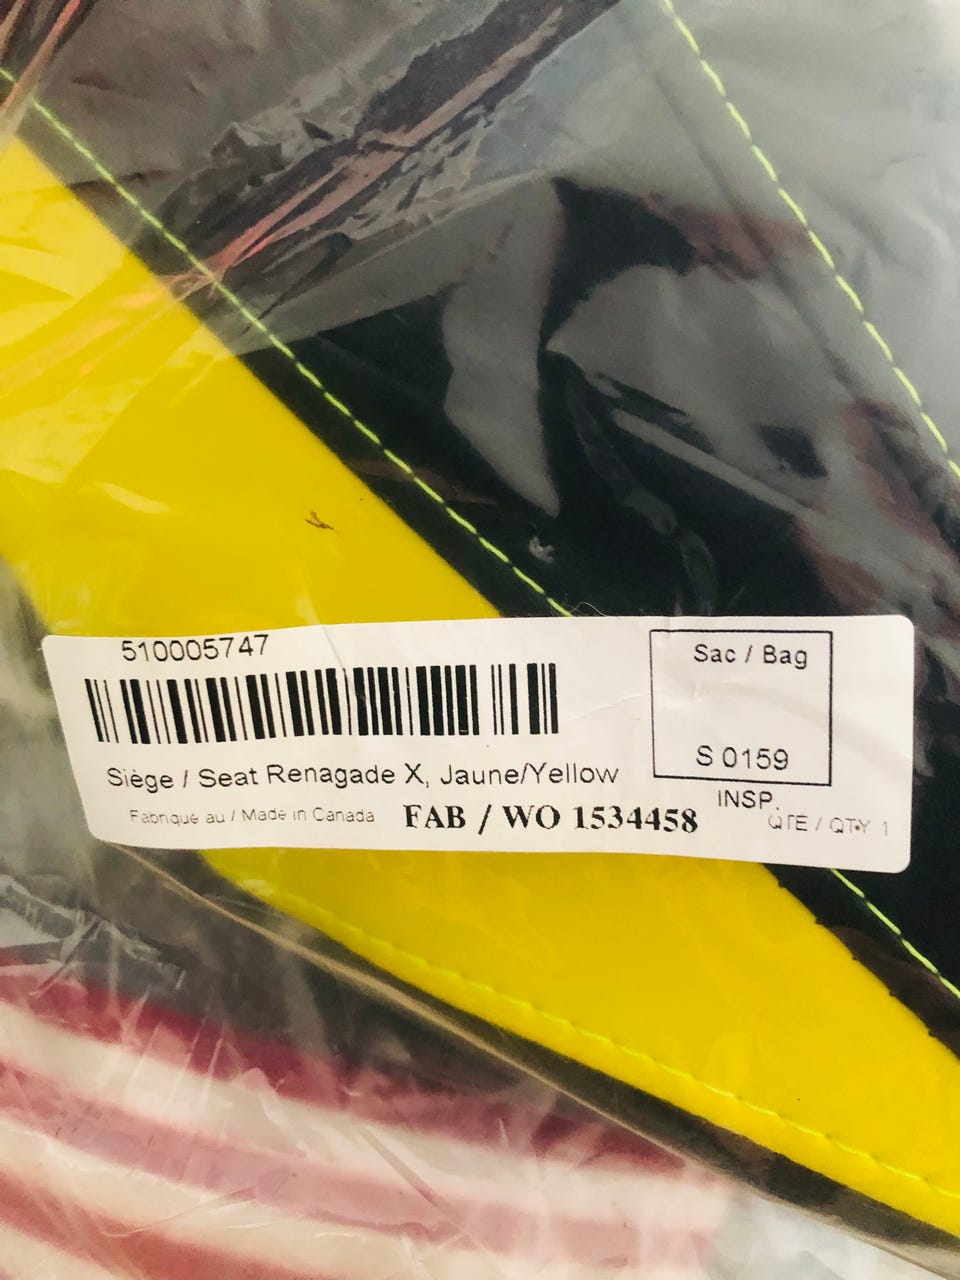 510005747
Sac / Bag
S 0159
Siège / Seat Renagade X, Jaune/Yellow
INSP.
Fabriqué au / Made in Canada FAB / WO 1534458
QTE / QTY 1